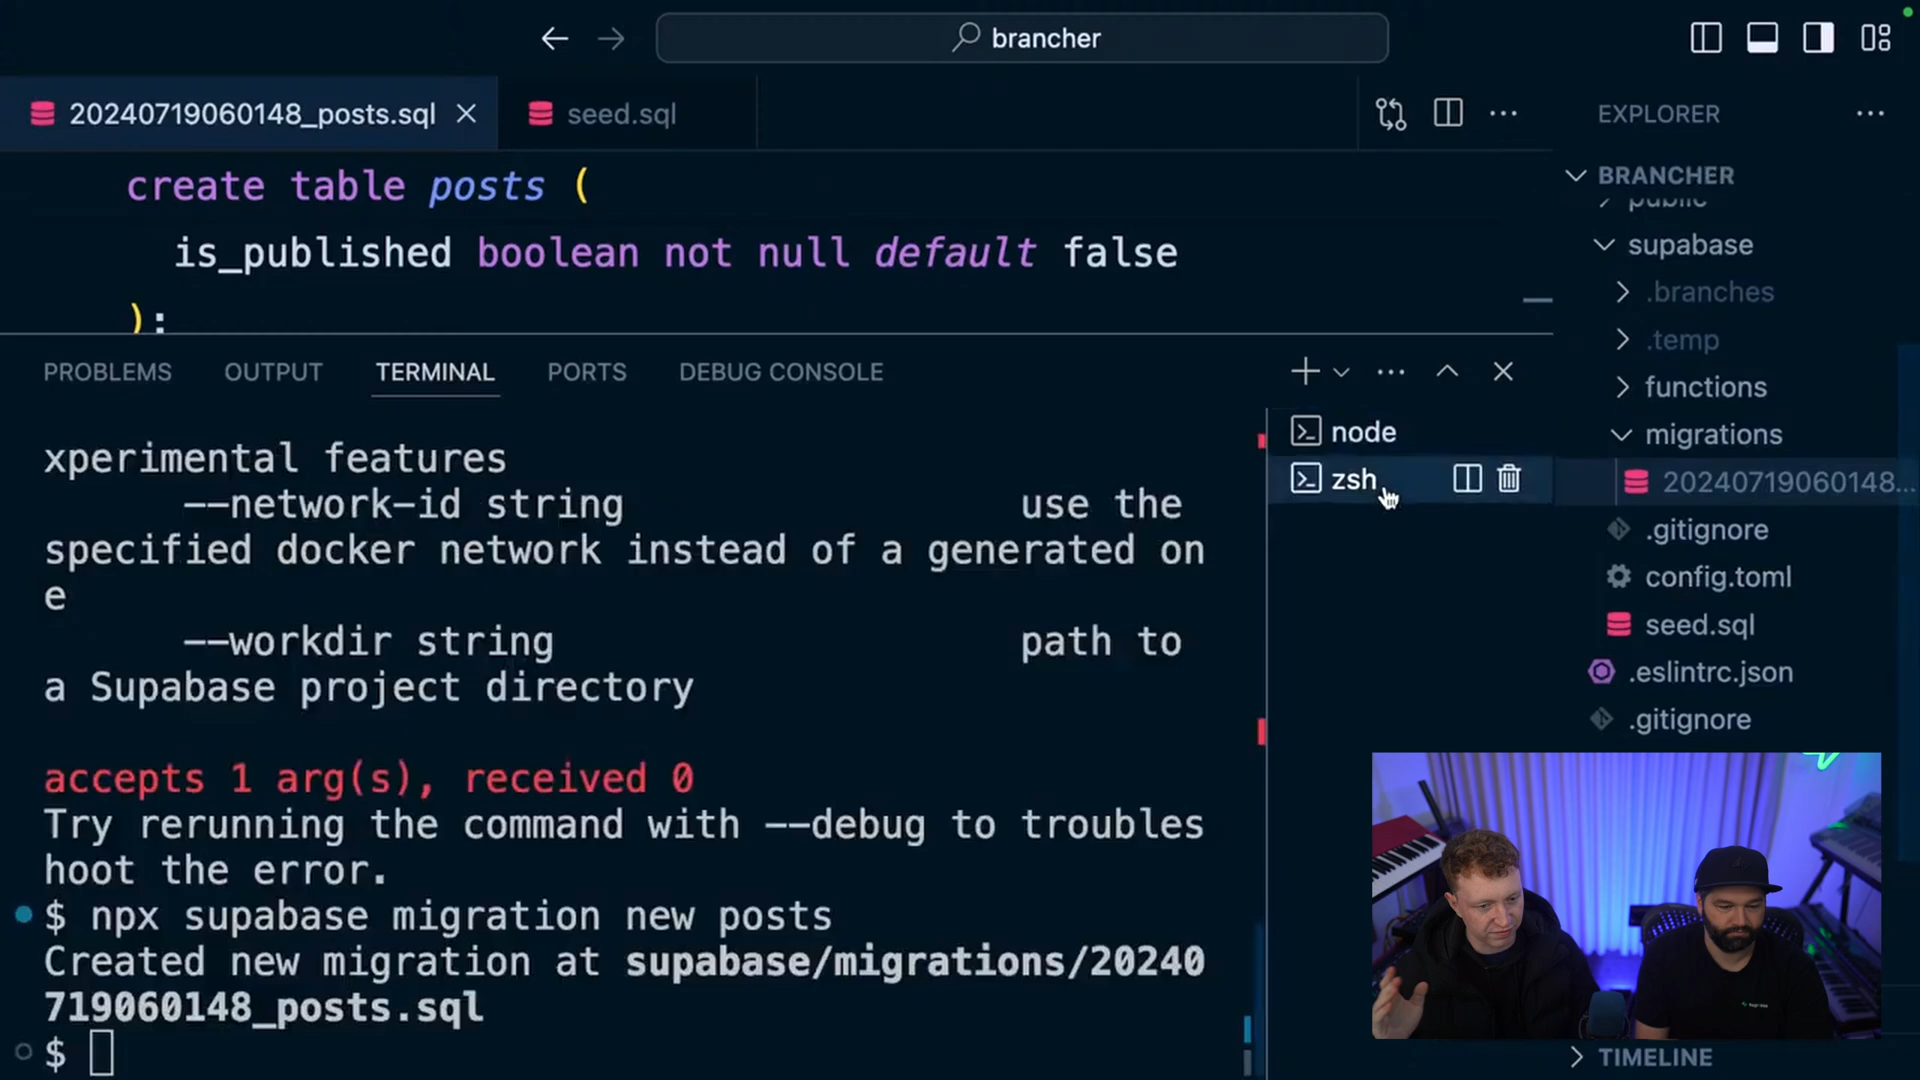 brancher
20240719060148_posts.sql
seed.sql
create table posts (
is_published boolean not null default false
);
PROBLEMS OUTPUT TERMINAL PORTS DEBUG CONSOLE
xperimental features
--network-id string use the
specified docker network instead of a generated on
e
--workdir string path to
a Supabase project directory
accepts 1 arg(s), received 0
Try rerunning the command with --debug to troubles
hoot the error.
$ npx supabase migration new posts
Created new migration at supabase/migrations/20240
719060148_posts.sql
$
node
zsh
EXPLORER
BRANCHER
public
supabase
.branches
.temp
functions
migrations
20240719060148...
.gitignore
config.toml
seed.sql
.eslintrc.json
.gitignore
TIMELINE